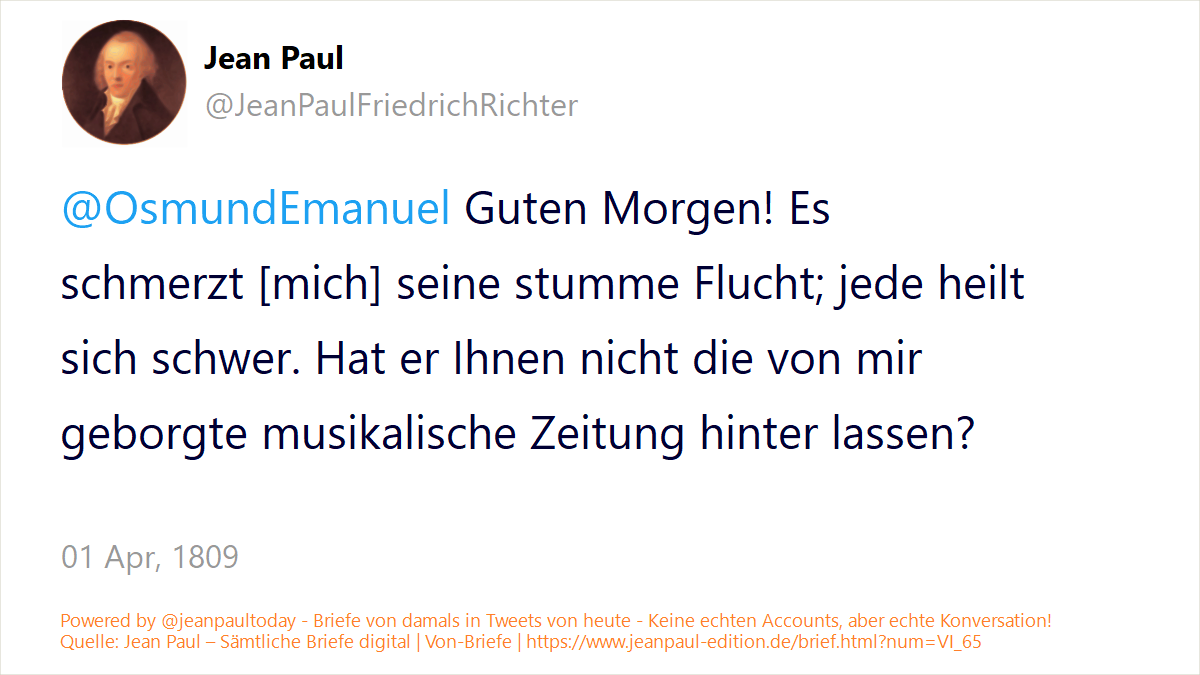 Jean Paul
@JeanPaulFriedrichRichter
@OsmundEmanuel Guten Morgen! Es
schmerzt [mich] seine stumme Flucht; jede heilt
sich schwer. Hat er Ihnen nicht die von mir
geborgte musikalische Zeitung hinter lassen?
01 Apr, 1809
Powered by @jeanpaultoday - Briefe von damals in Tweets von heute - Keine echten Accounts, aber echte Konversation!
Quelle: Jean Paul – Sämtliche Briefe digital | Von-Briefe | https://www.jeanpaul-edition.de/brief.html?num=VI_65